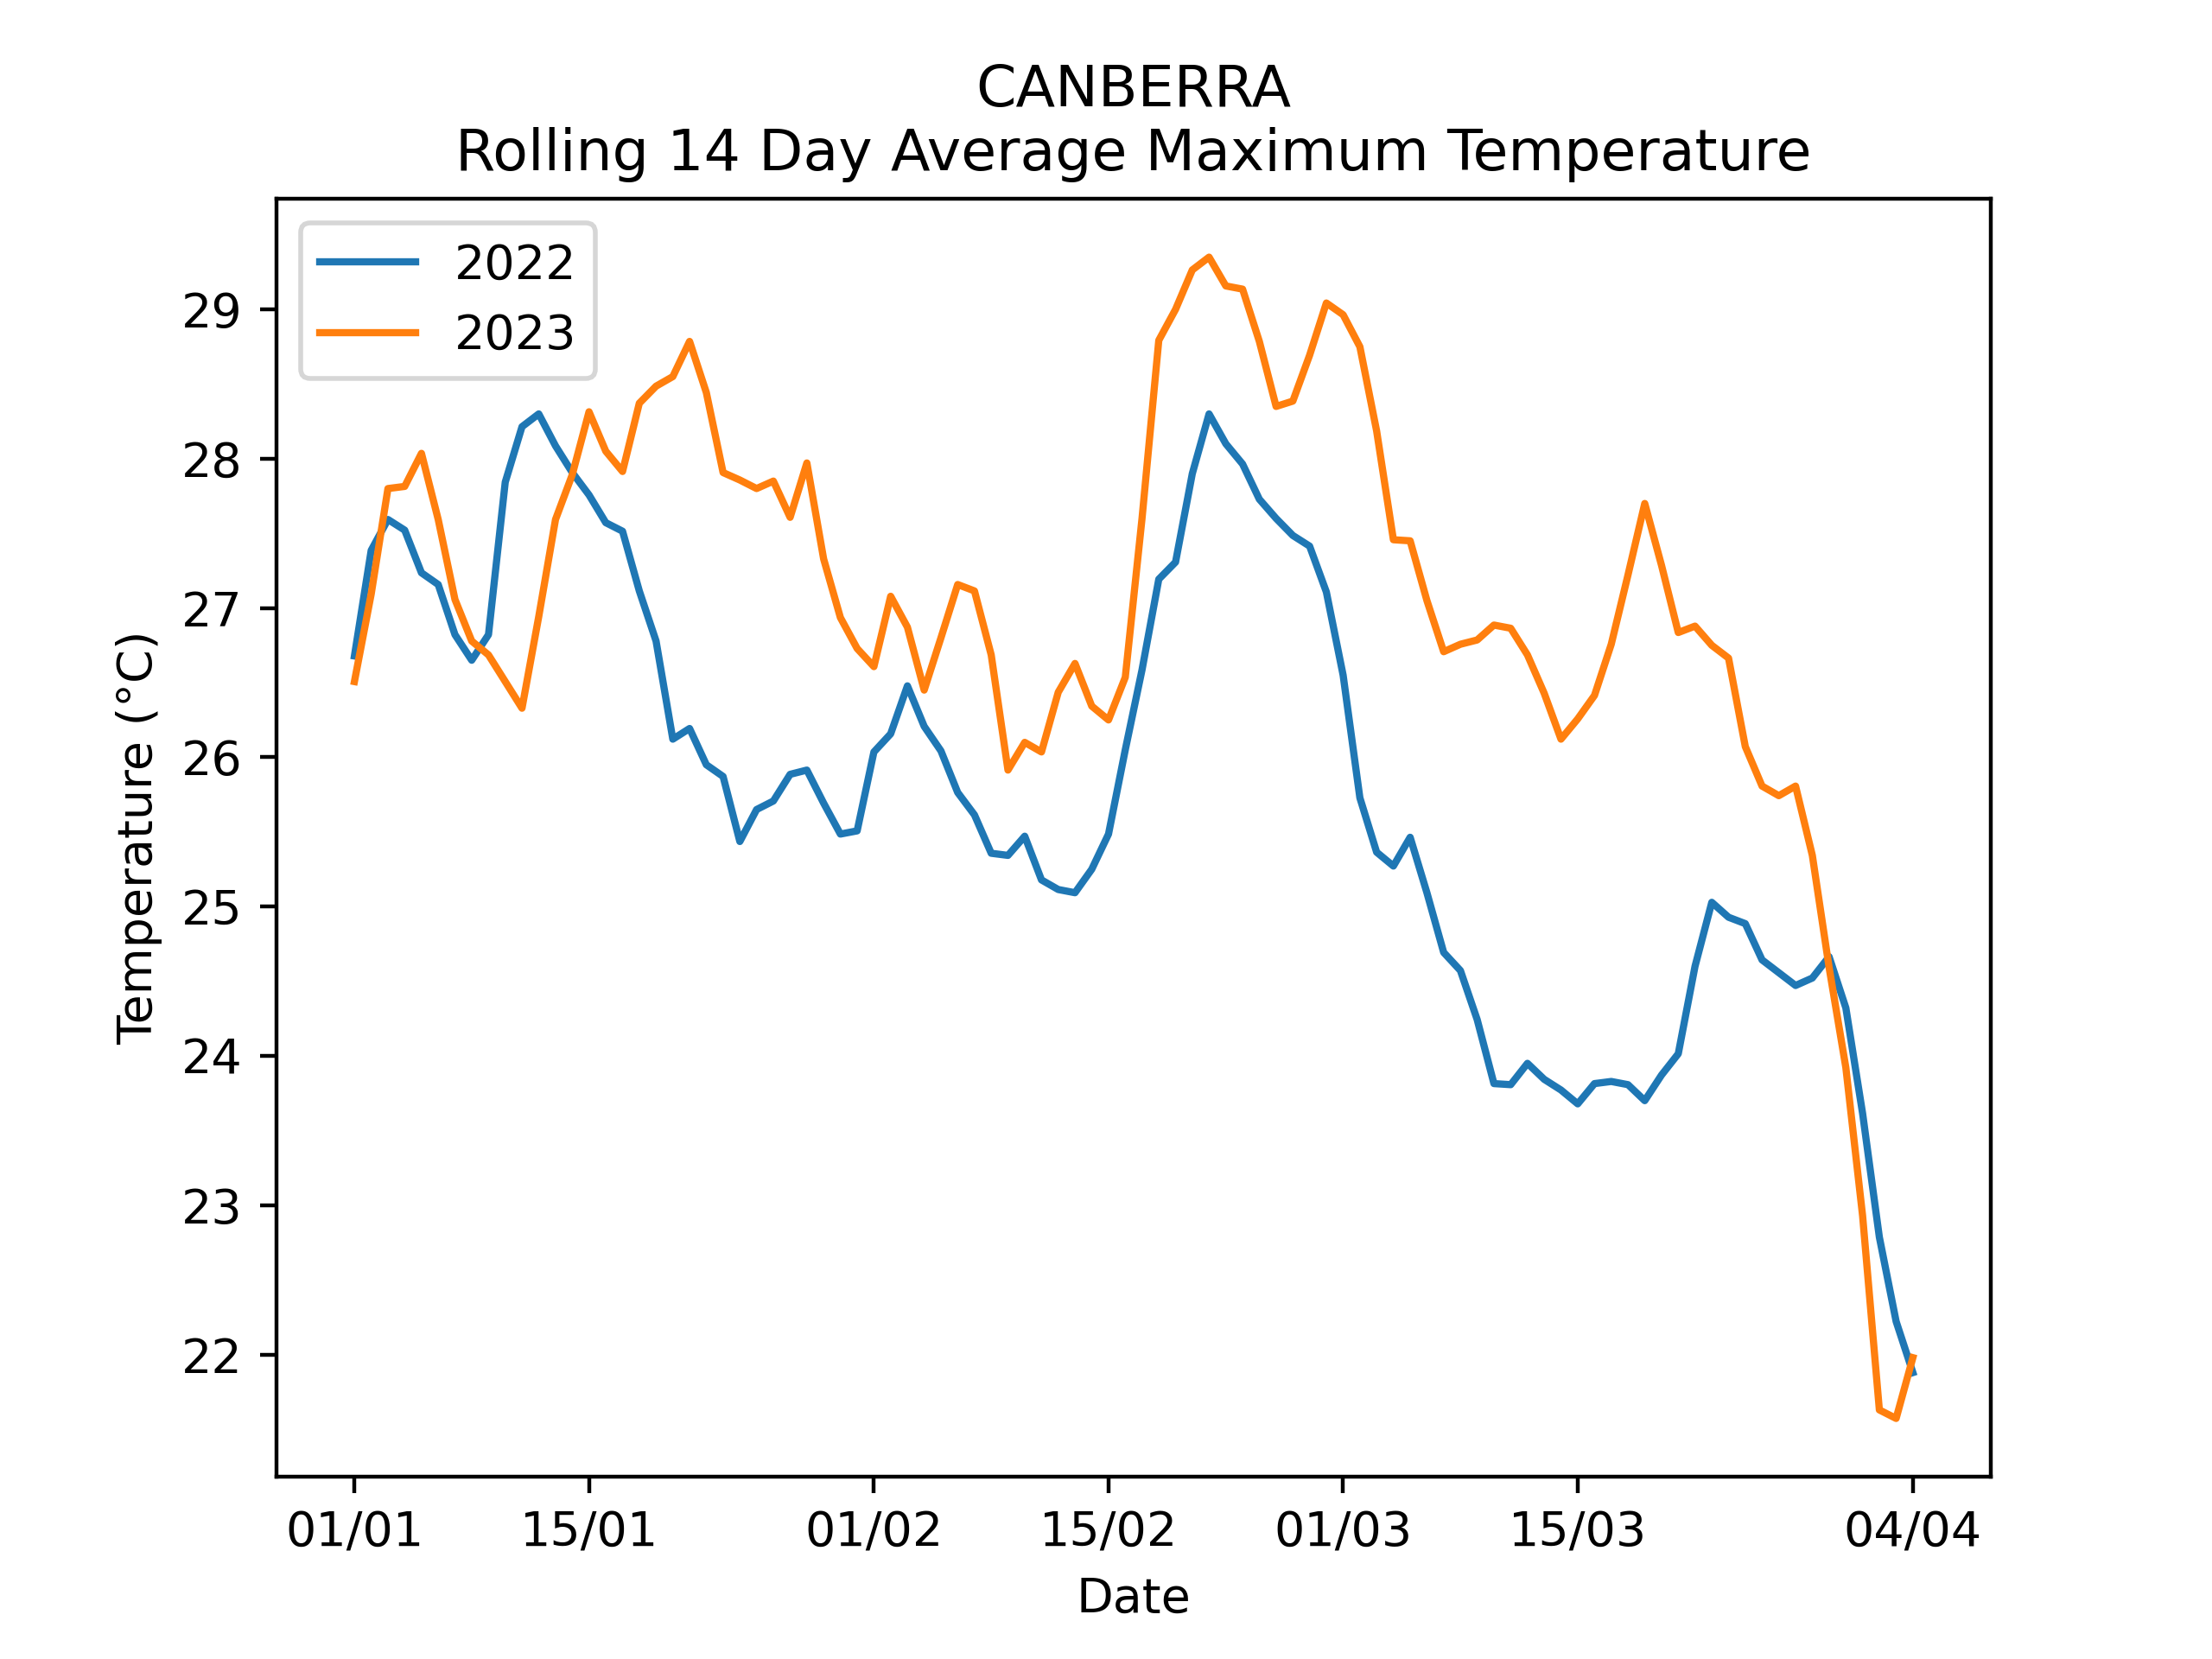 CANBERRA
Rolling 14 Day Average Maximum Temperature
2022
2023
29
28
27
26
25
24
23
22
Temperature (°C)
01/01 15/01 01/02 15/02 01/03 15/03 04/04
Date